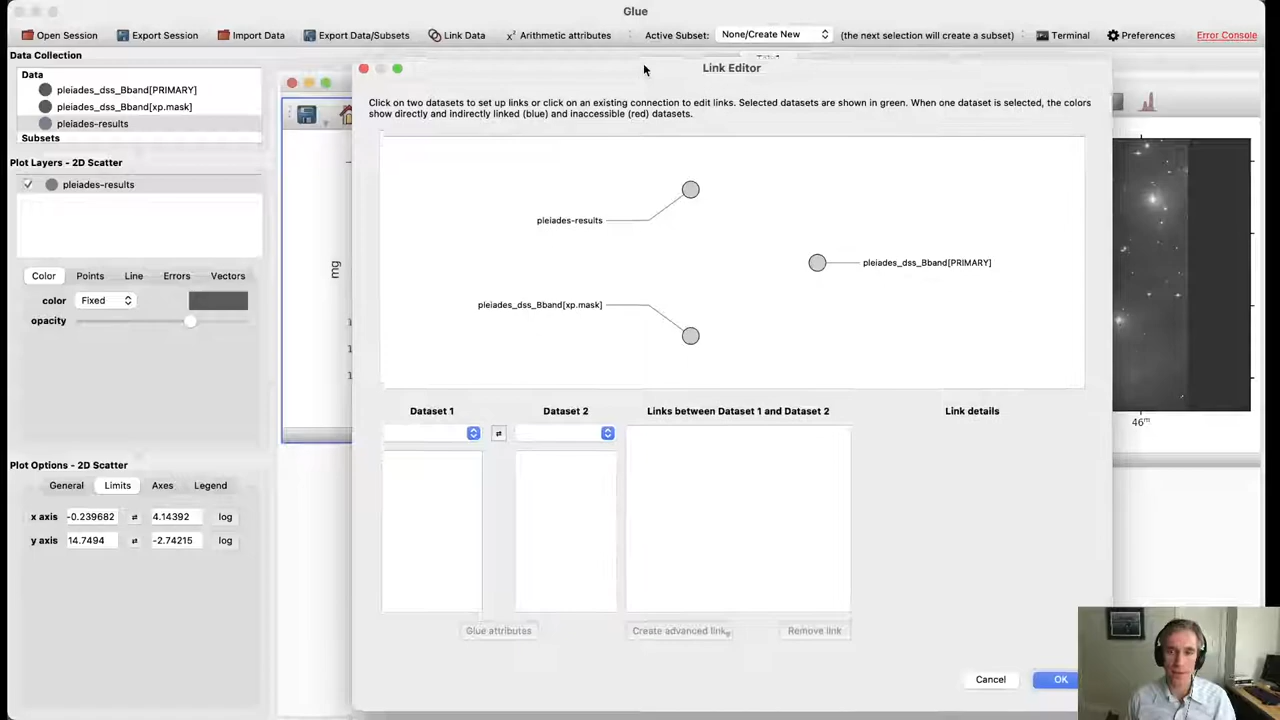 Glue
Open Session Export Session Import Data Export Data/Subsets Link Data x² Arithmetic attributes Active Subset: None/Create New (the next selection will create a subset) Terminal Preferences Error Console
Data Collection
Data
pleiades_dss_Bband[PRIMARY]
pleiades_dss_Bband[xp.mask]
pleiades-results
Subsets
Plot Layers - 2D Scatter
pleiades-results
Color Points Line Errors Vectors
color Fixed
opacity
Plot Options - 2D Scatter
General Limits Axes Legend
x axis -0.239682 4.14392 log
y axis 14.7494 -2.74215 log
mg
Link Editor
Click on two datasets to set up links or click on an existing connection to edit links. Selected datasets are shown in green. When one dataset is selected, the colors
show directly and indirectly linked (blue) and inaccessible (red) datasets.
pleiades-results
pleiades_dss_Bband[PRIMARY]
pleiades_dss_Bband[xp.mask]
Dataset 1 Dataset 2 Links between Dataset 1 and Dataset 2 Link details
Glue attributes Create advanced link Remove link
Cancel OK
46ᵐ